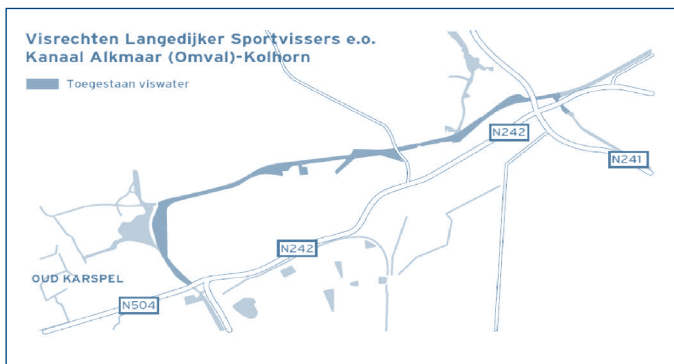 Visrechten Langedijker Sportvissers e.o.
Kanaal Alkmaar (Omval)-Kolhorn
Toegestaan viswater
N242
N241
N242
OUD KARSPEL
N504